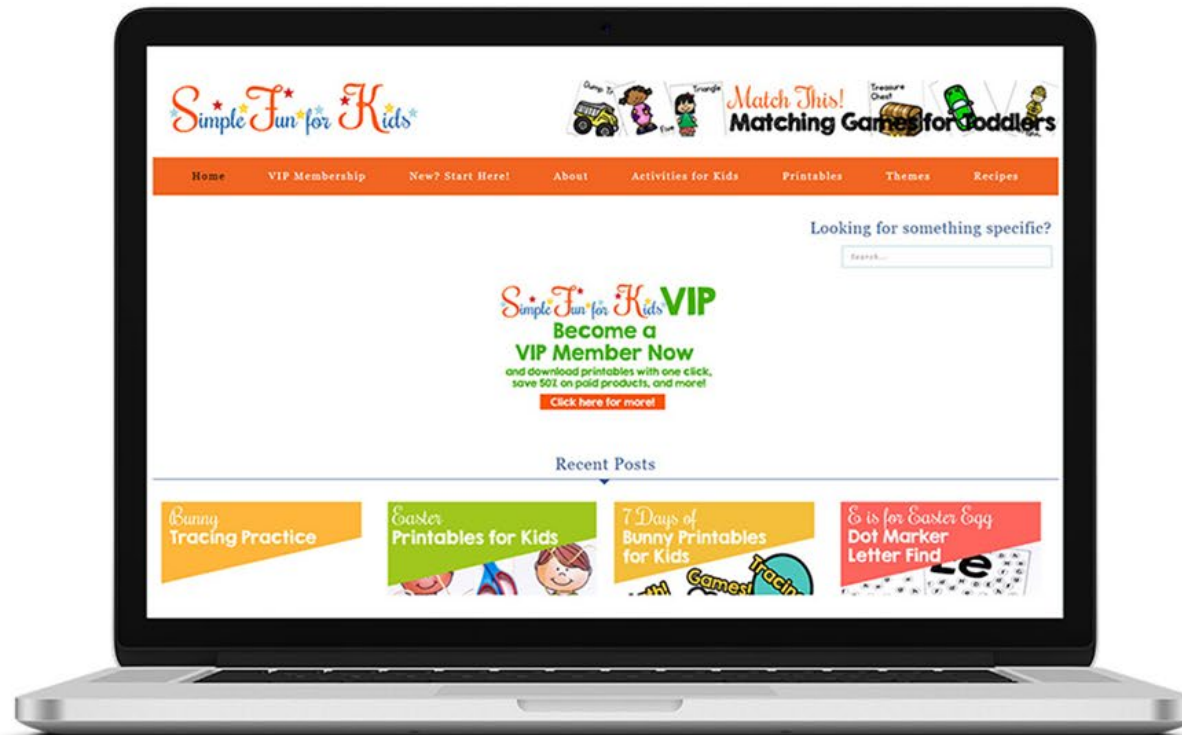 Simple Fun for Kids
Dump Tr
Five
Triangle
Match This!
Matching Games for Toddlers
Treasure
Chest
Home VIP Membership New? Start Here! About Activities for Kids Printables Themes Recipes
Looking for something specific?
Search...
Simple Fun for Kids VIP
Become a
VIP Member Now
and download printables with one click,
save 50% on paid products, and more!
Click here for more!
Recent Posts
Bunny
Tracing Practice
Easter
Printables for Kids
7 Days of
Bunny Printables
for Kids
Games!
Tracing
E is for Easter Egg
Dot Marker
Letter Find
Ee